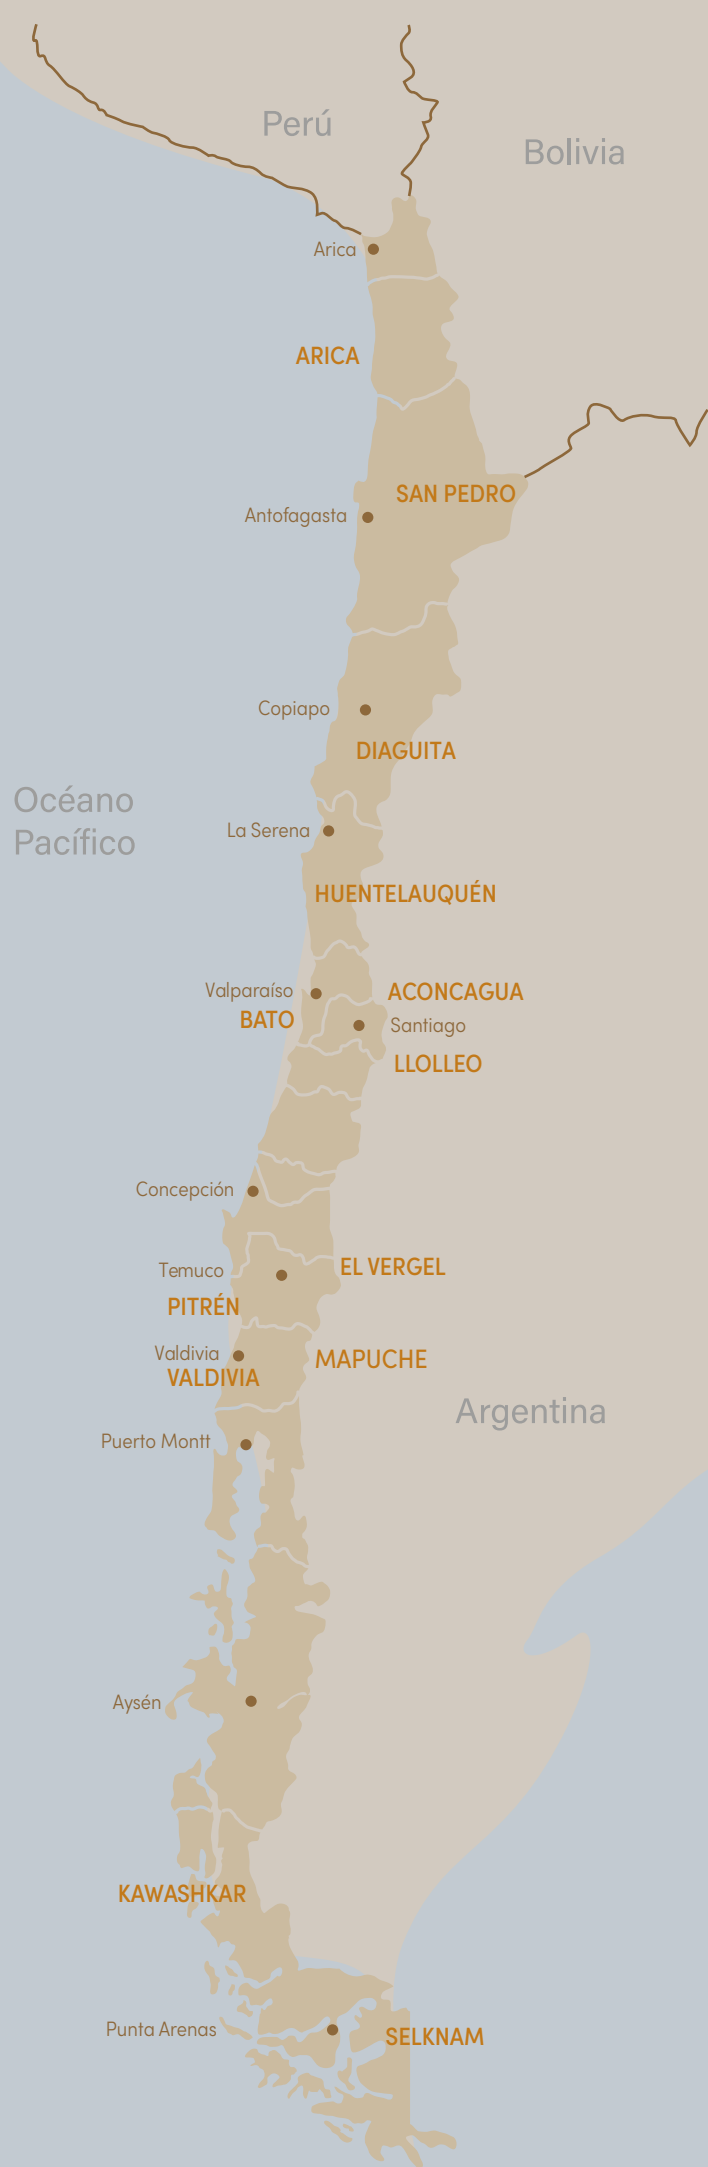 Perú
Bolivia
Arica
ARICA
SAN PEDRO
Antofagasta
Copiapo
DIAGUITA
Océano
Pacífico
La Serena
HUENTELAUQUÉN
Valparaíso
ACONCAGUA
BATO
Santiago
LLOLLEO
Concepción
Temuco
EL VERGEL
PITRÉN
Valdivia
MAPUCHE
VALDIVIA
Argentina
Puerto Montt
Aysén
KAWASHKAR
Punta Arenas
SELKNAM